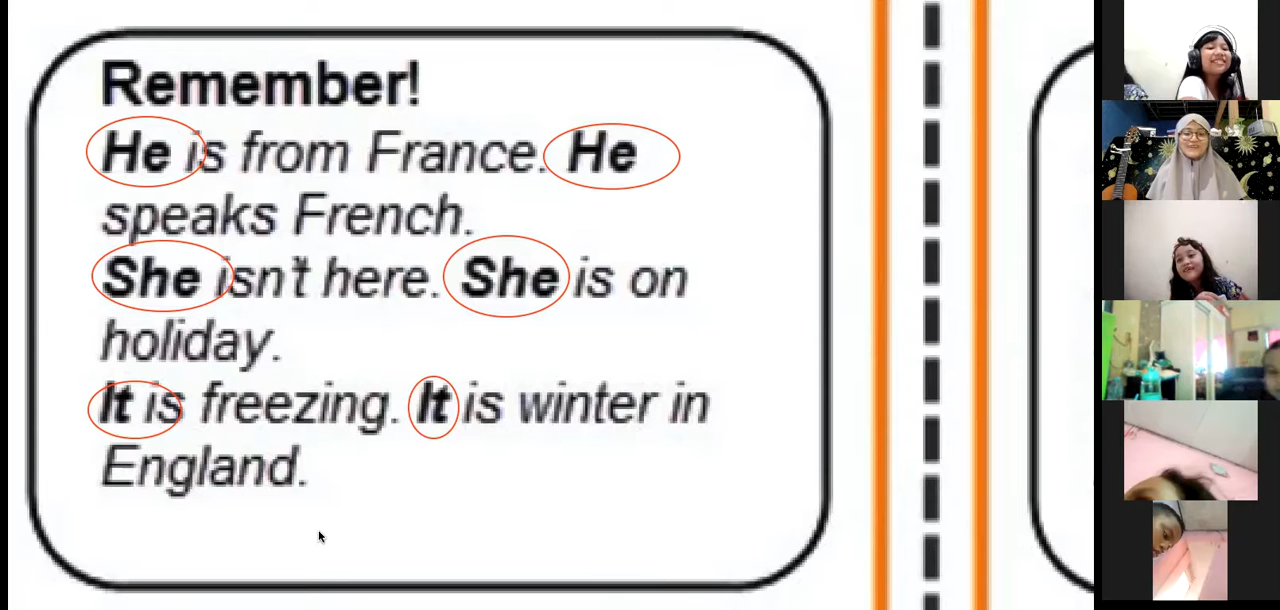 Remember!
He is from France. He
speaks French.
She isn't here. She is on
holiday.
It is freezing. It is winter in
England.